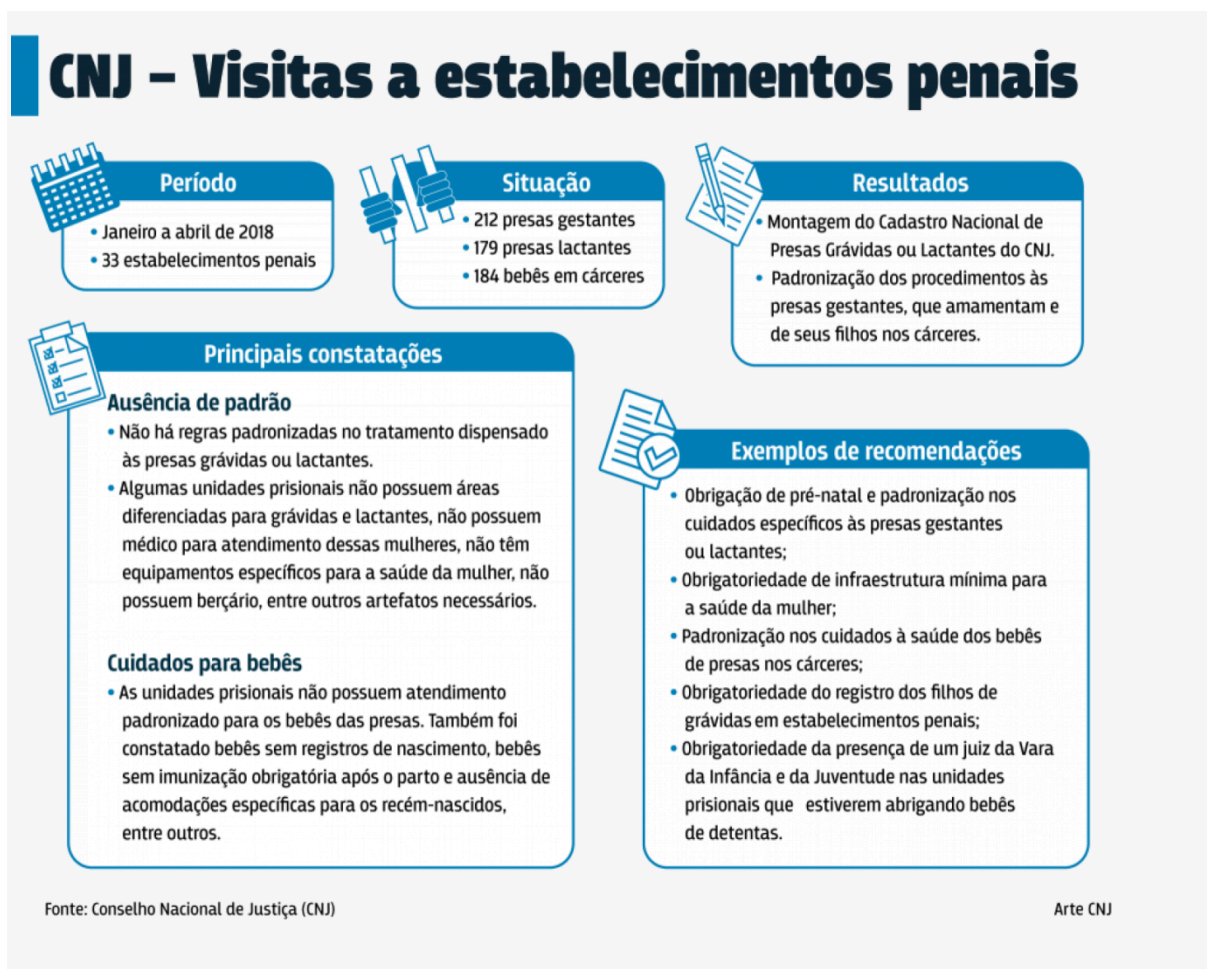 CNJ – Visitas a estabelecimentos penais
Período
• Janeiro a abril de 2018
• 33 estabelecimentos penais
Situação
• 212 presas gestantes
• 179 presas lactantes
• 184 bebês em cárceres
Resultados
• Montagem do Cadastro Nacional de
Presas Grávidas ou Lactantes do CNJ.
• Padronização dos procedimentos às
presas gestantes, que amamentam e
de seus filhos nos cárceres.
Principais constatações
Ausência de padrão
• Não há regras padronizadas no tratamento dispensado
às presas grávidas ou lactantes.
• Algumas unidades prisionais não possuem áreas
diferenciadas para grávidas e lactantes, não possuem
médico para atendimento dessas mulheres, não têm
equipamentos específicos para a saúde da mulher, não
possuem berçário, entre outros artefatos necessários.
Cuidados para bebês
• As unidades prisionais não possuem atendimento
padronizado para os bebês das presas. Também foi
constatado bebês sem registros de nascimento, bebês
sem imunização obrigatória após o parto e ausência de
acomodações específicas para os recém-nascidos,
entre outros.
Exemplos de recomendações
• Obrigação de pré-natal e padronização nos
cuidados específicos às presas gestantes
ou lactantes;
• Obrigatoriedade de infraestrutura mínima para
a saúde da mulher;
• Padronização nos cuidados à saúde dos bebês
de presas nos cárceres;
• Obrigatoriedade do registro dos filhos de
grávidas em estabelecimentos penais;
• Obrigatoriedade da presença de um juiz da Vara
da Infância e da Juventude nas unidades
prisionais que estiverem abrigando bebês
de detentas.
Fonte: Conselho Nacional de Justiça (CNJ)
Arte CNJ